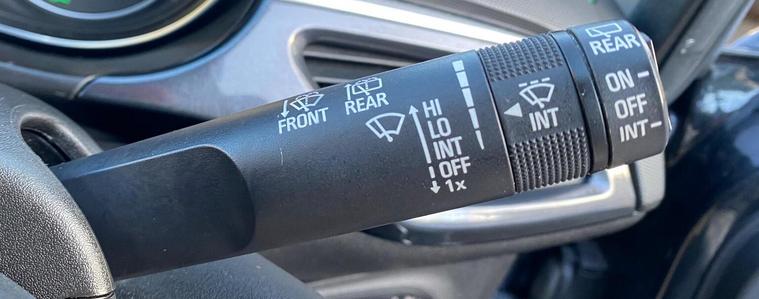 FRONT
REAR
HI
LO
INT
OFF
1x
INT
REAR
ON
OFF
INT